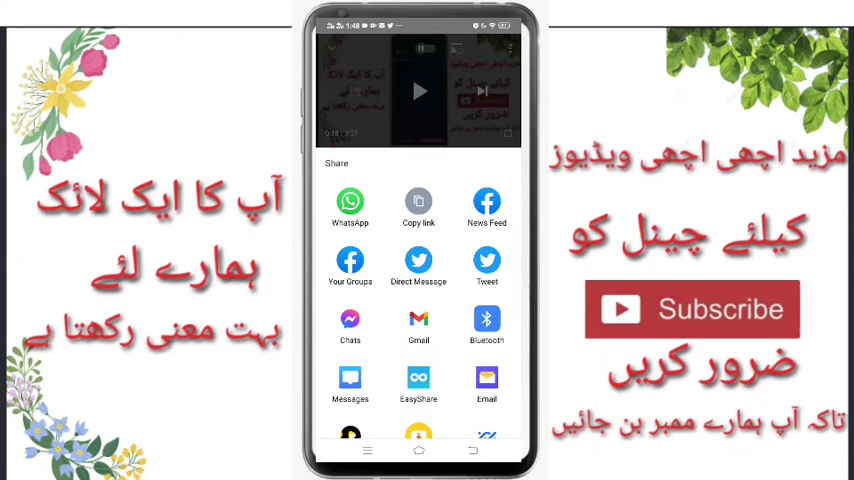 آپ کا ایک لائک
ہمارے لئے
بہت معنی رکھتا ہے
1:48
Share
WhatsApp
Copy link
News Feed
Your Groups
Direct Message
Tweet
Chats
Gmail
Bluetooth
Messages
EasyShare
Email
مزید اچھی اچھی ویڈیوز
کیلئے چینل کو
Subscribe
ضرور کریں
تاکہ آپ ہمارے ممبر بن جائیں